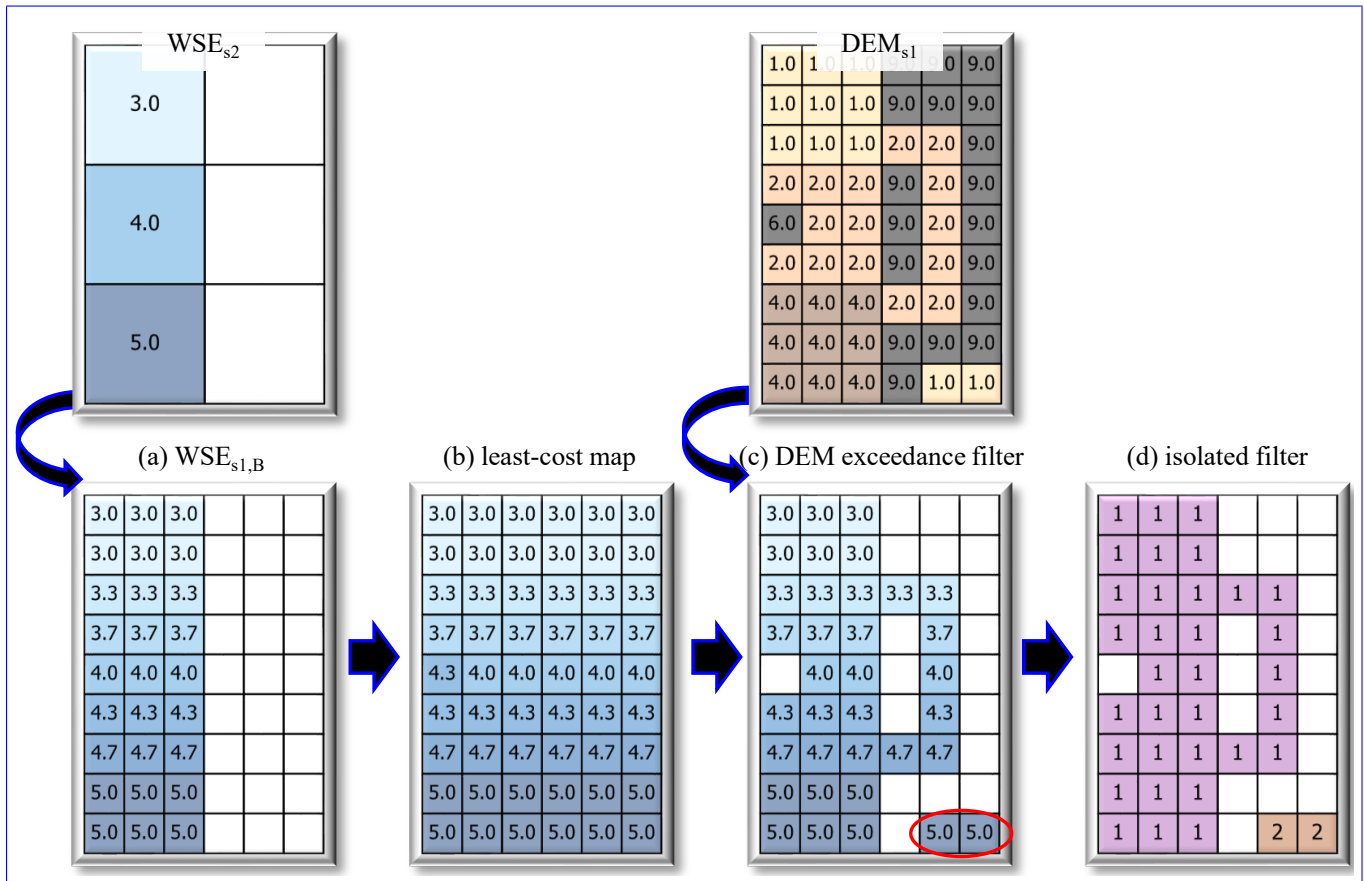 WSEs2
3.0
4.0
5.0
DEMs1
1.0 1.0 1.0 9.0 9.0 9.0
1.0 1.0 1.0 9.0 9.0 9.0
1.0 1.0 1.0 2.0 2.0 9.0
2.0 2.0 2.0 9.0 2.0 9.0
6.0 2.0 2.0 9.0 2.0 9.0
2.0 2.0 2.0 9.0 2.0 9.0
4.0 4.0 4.0 2.0 2.0 9.0
4.0 4.0 4.0 9.0 9.0 9.0
4.0 4.0 4.0 9.0 1.0 1.0
(a) WSEs1,B
3.0 3.0 3.0
3.0 3.0 3.0
3.3 3.3 3.3
3.7 3.7 3.7
4.0 4.0 4.0
4.3 4.3 4.3
4.7 4.7 4.7
5.0 5.0 5.0
5.0 5.0 5.0
(b) least-cost map
3.0 3.0 3.0 3.0 3.0 3.0
3.0 3.0 3.0 3.0 3.0 3.0
3.3 3.3 3.3 3.3 3.3 3.3
3.7 3.7 3.7 3.7 3.7 3.7
4.3 4.0 4.0 4.0 4.0 4.0
4.3 4.3 4.3 4.3 4.3 4.3
4.7 4.7 4.7 4.7 4.7 4.7
5.0 5.0 5.0 5.0 5.0 5.0
5.0 5.0 5.0 5.0 5.0 5.0
(c) DEM exceedance filter
3.0 3.0 3.0
3.0 3.0 3.0
3.3 3.3 3.3 3.3 3.3
3.7 3.7 3.7 3.7
4.0 4.0 4.0
4.3 4.3 4.3 4.3
4.7 4.7 4.7 4.7 4.7
5.0 5.0 5.0
5.0 5.0 5.0 5.0 5.0
(d) isolated filter
1 1 1
1 1 1
1 1 1 1 1
1 1 1 1
1 1 1
1 1 1 1
1 1 1 1 1
1 1 1
1 1 1 2 2